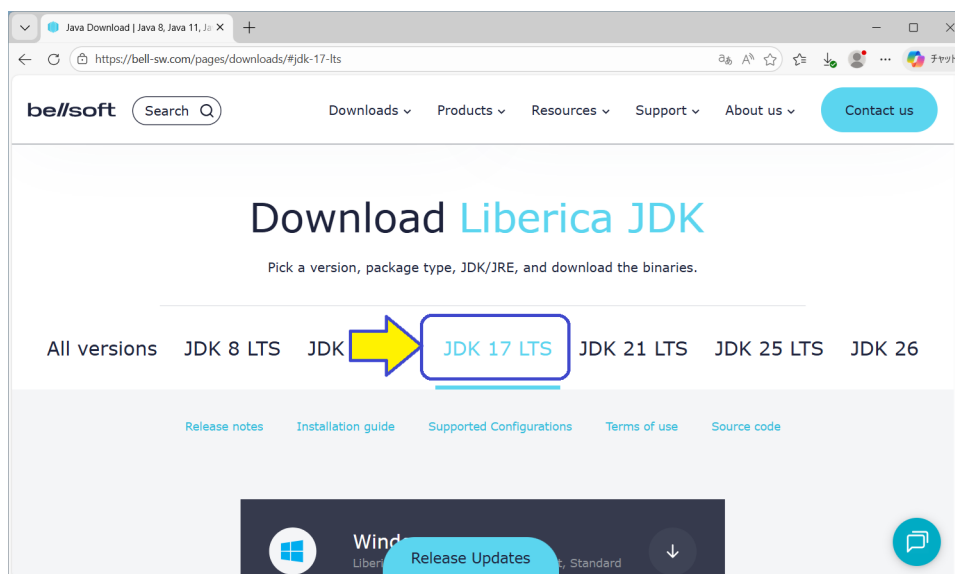 Java Download | Java 8, Java 11, Ja
https://bell-sw.com/pages/downloads/#jdk-17-lts
チャット
bellsoft
Search
Downloads
Products
Resources
Support
About us
Contact us
Download Liberica JDK
Pick a version, package type, JDK/JRE, and download the binaries.
All versions
JDK 8 LTS
JDK
JDK 17 LTS
JDK 21 LTS
JDK 25 LTS
JDK 26
Release notes
Installation guide
Supported Configurations
Terms of use
Source code
Wind
Liberi
, Standard
Release Updates